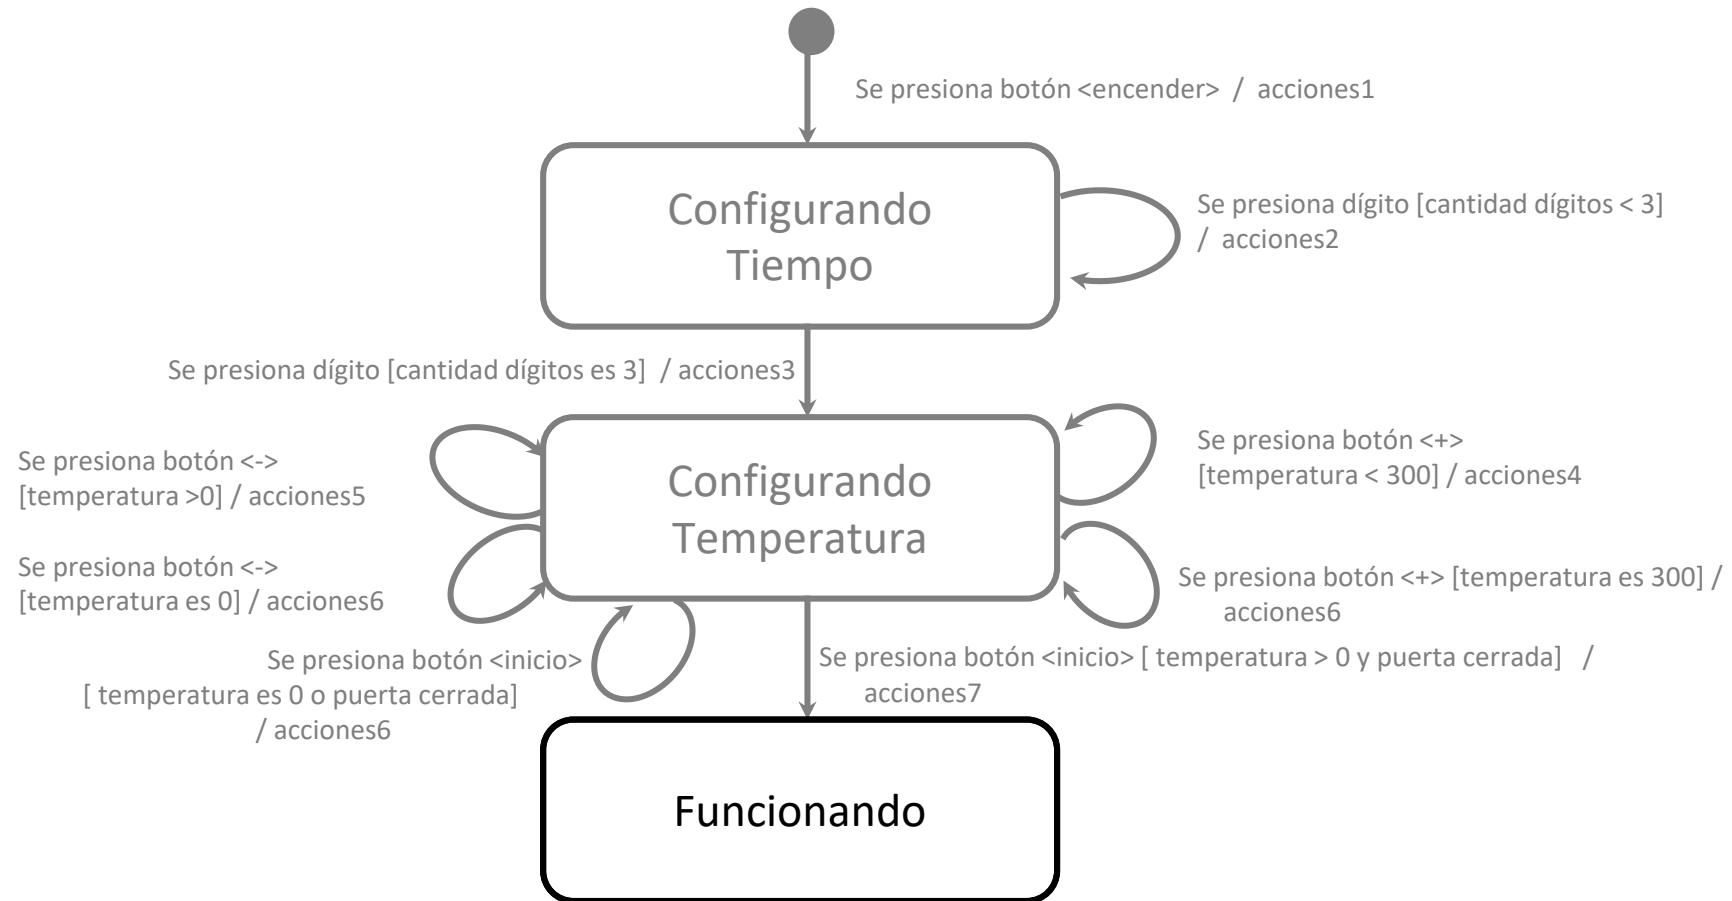 Se presiona botón <encender> / acciones1
Configurando
Tiempo
Se presiona dígito [cantidad dígitos < 3]
/ acciones2
Se presiona dígito [cantidad dígitos es 3] / acciones3
Se presiona botón <->
[temperatura >0] / acciones5
Configurando
Temperatura
Se presiona botón <+>
[temperatura < 300] / acciones4
Se presiona botón <->
[temperatura es 0] / acciones6
Se presiona botón <+> [temperatura es 300] /
acciones6
Se presiona botón <inicio>
[ temperatura es 0 o puerta cerrada]
/ acciones6
Se presiona botón <inicio> [ temperatura > 0 y puerta cerrada] /
acciones7
Funcionando